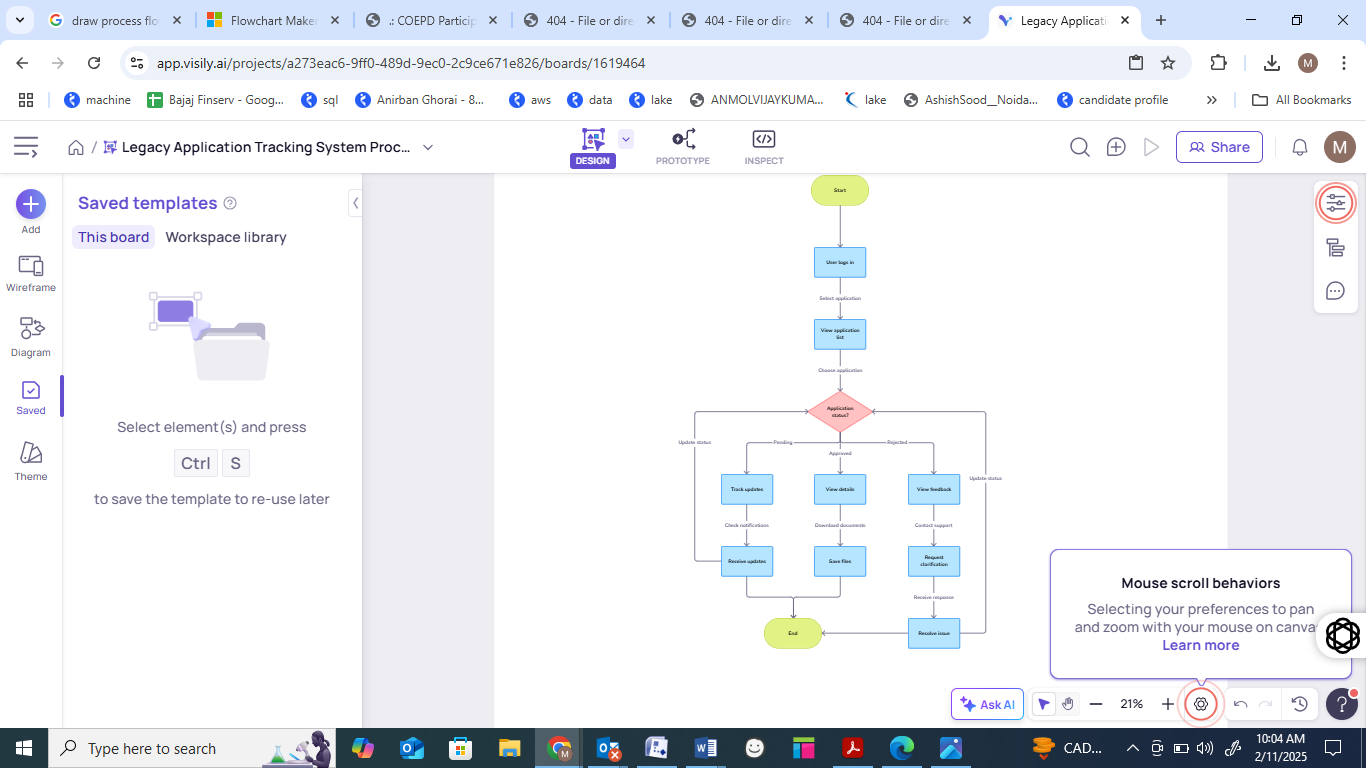 draw process flo
Flowchart Maker
.: COEPD Particip
404 - File or dire
404 - File or dire
404 - File or dire
Legacy Applicati
app.visily.ai/projects/a273eac6-9ff0-489d-9ec0-2c9ce671e826/boards/1619464
M
machine
Bajaj Finserv - Goog...
sql
Anirban Ghorai - 8...
aws
data
lake
ANMOLVIJAYKUMA...
lake
AshishSood__Noida...
candidate profile
All Bookmarks
/ Legacy Application Tracking System Proc...
DESIGN
PROTOTYPE
INSPECT
Share
M
Add
Wireframe
Diagram
Saved
Theme
Saved templates
This board
Workspace library
Select element(s) and press
Ctrl S
to save the template to re-use later
Start
User logs in
Select application
View application
list
Choose application
Application
status?
Update status
Pending
Approved
Rejected
Update status
Track updates
View details
View feedback
Check notifications
Download documents
Contact support
Receive updates
Save files
Request
clarification
Receive response
End
Resolve issue
Mouse scroll behaviors
Selecting your preferences to pan
and zoom with your mouse on canva
Learn more
Ask AI
21%
?
Type here to search
CAD...
10:04 AM
2/11/2025